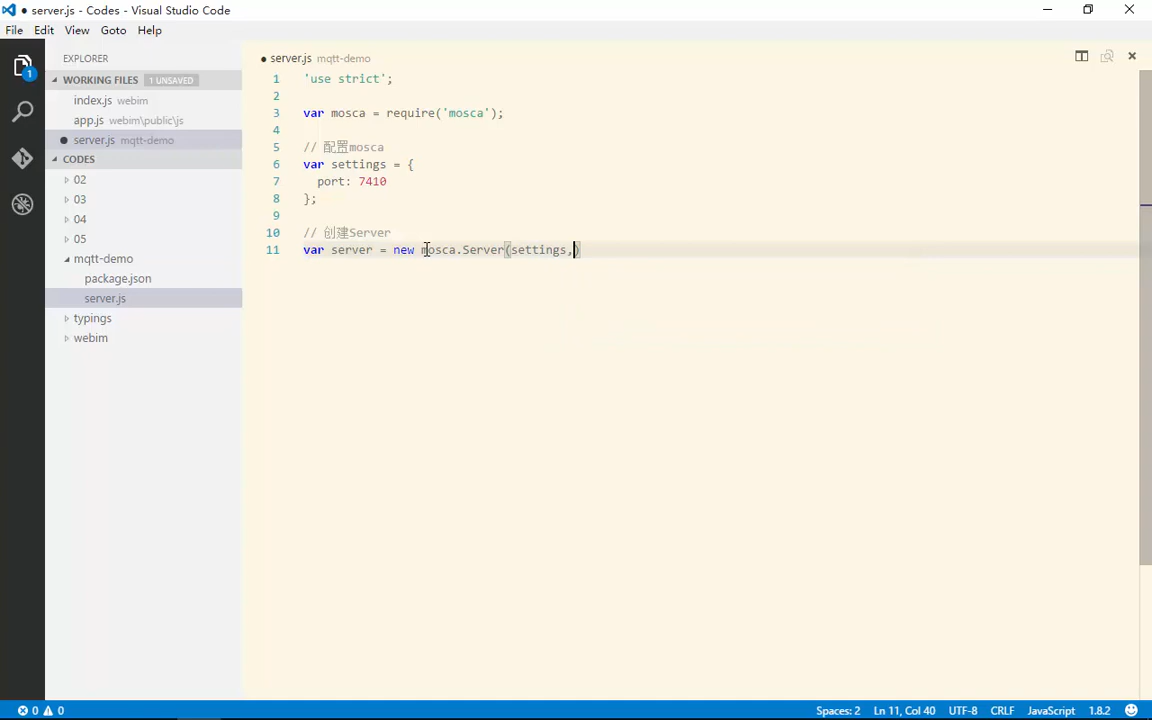 ● server.js - Codes - Visual Studio Code
File Edit View Goto Help
EXPLORER
WORKING FILES 1 UNSAVED
index.js webim
app.js webim\public\js
server.js mqtt-demo
CODES
02
03
04
05
mqtt-demo
package.json
server.js
typings
webim
1
● server.js mqtt-demo
1 'use strict';
2
3 var mosca = require('mosca');
4
5 // 配置mosca
6 var settings = {
7 port: 7410
8 };
9
10 // 创建Server
11 var server = new mosca.Server(settings,)
0 0
Spaces: 2 Ln 11, Col 40 UTF-8 CRLF JavaScript 1.8.2